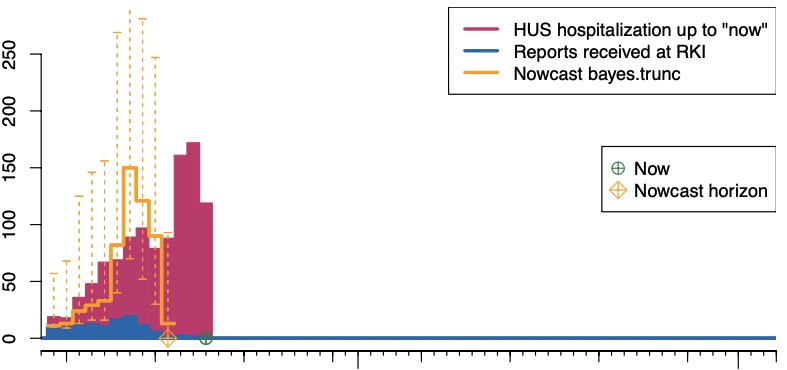 HUS hospitalization up to "now"
Reports received at RKI
Nowcast bayes.trunc
Now
Nowcast horizon
250
200
150
100
50
0